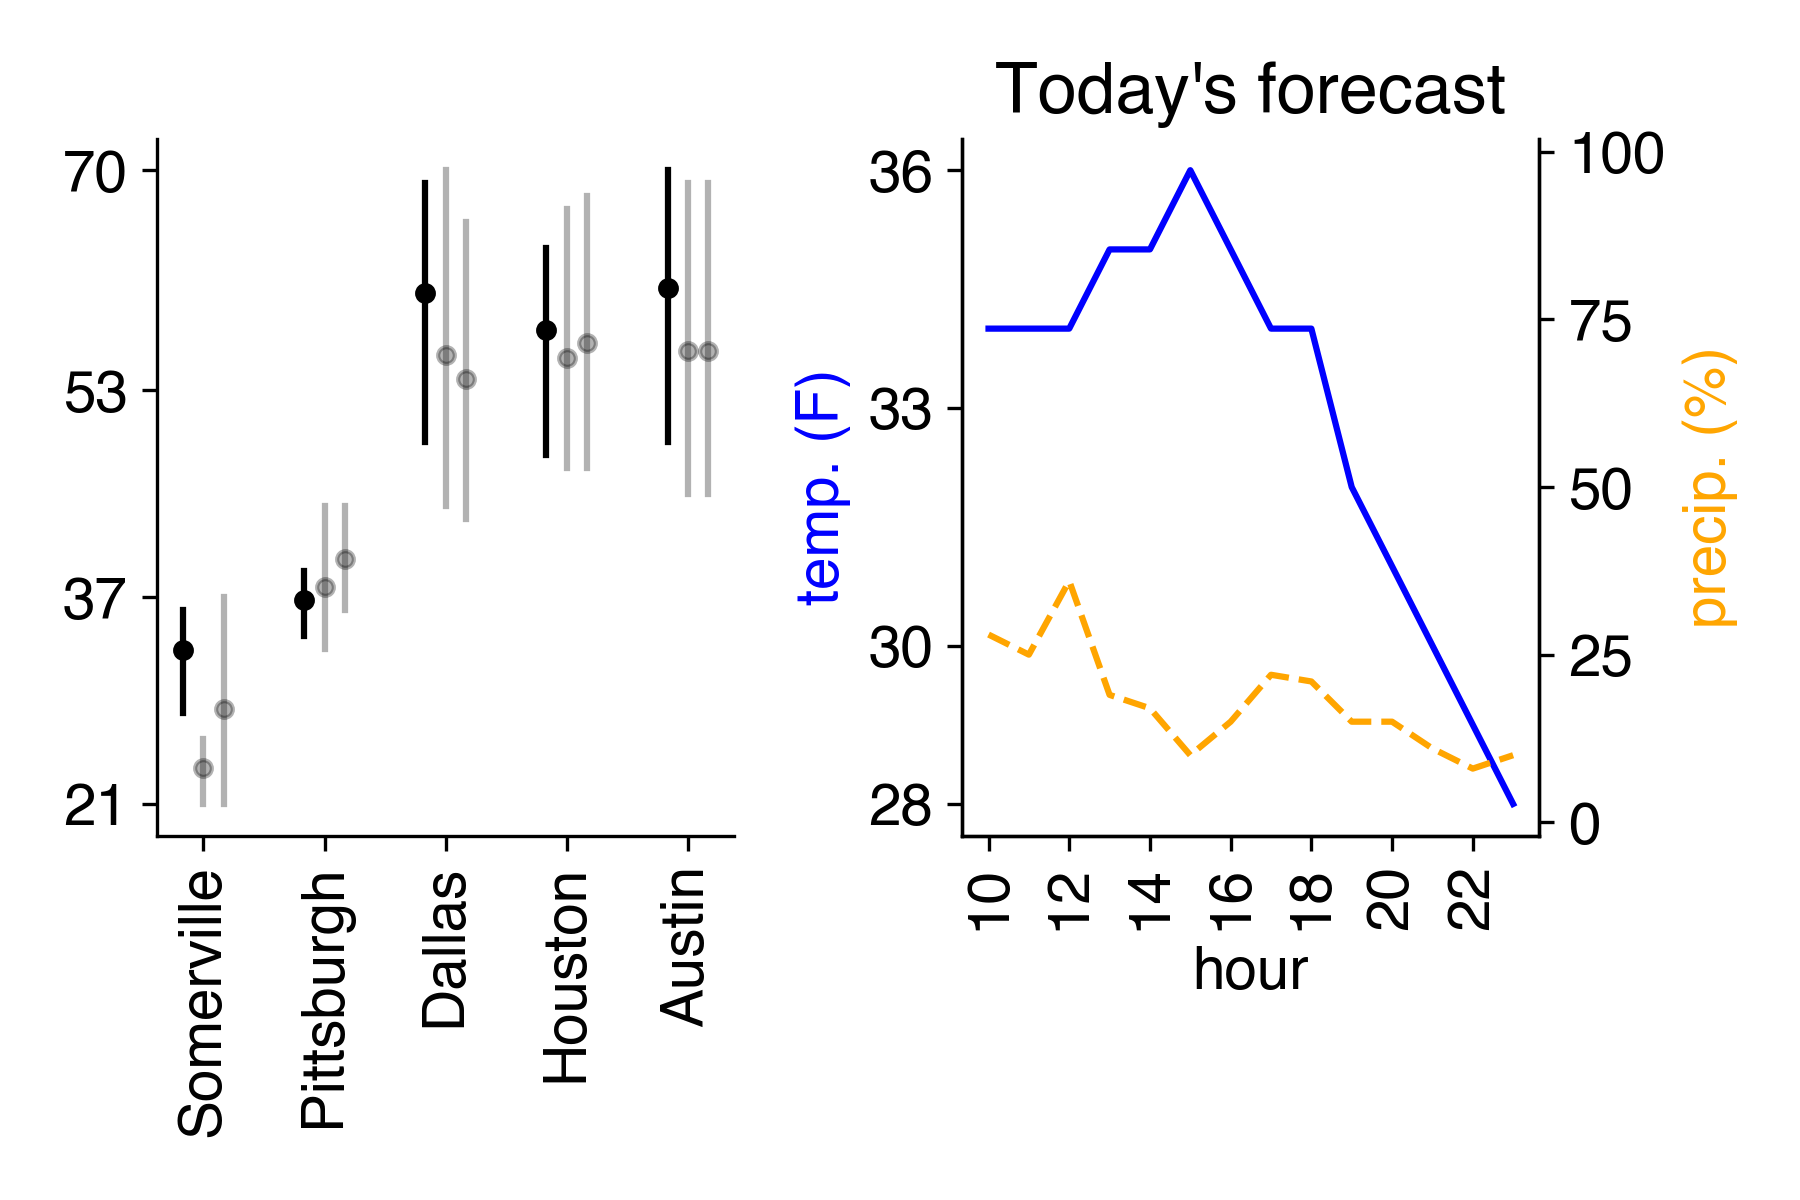 Today's forecast
70
53
37
21
Somerville
Pittsburgh
Dallas
Houston
Austin
temp. (F)
36
33
30
28
10
12
14
16
18
20
22
hour
100
75
50
25
0
precip. (%)